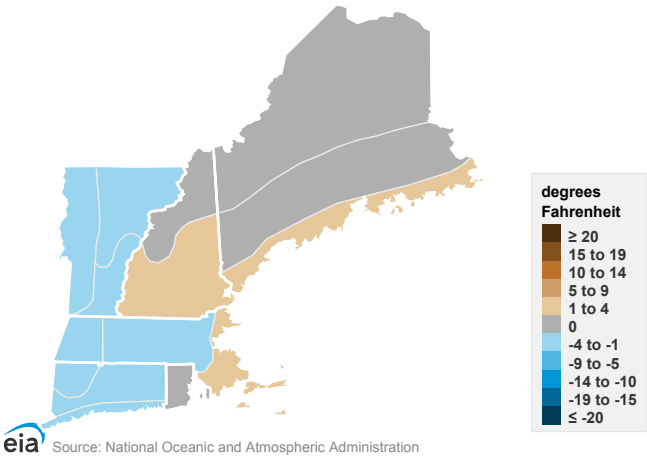 degrees
Fahrenheit
≥ 20
15 to 19
10 to 14
5 to 9
1 to 4
0
-4 to -1
-9 to -5
-14 to -10
-19 to -15
≤ -20
eia
Source: National Oceanic and Atmospheric Administration